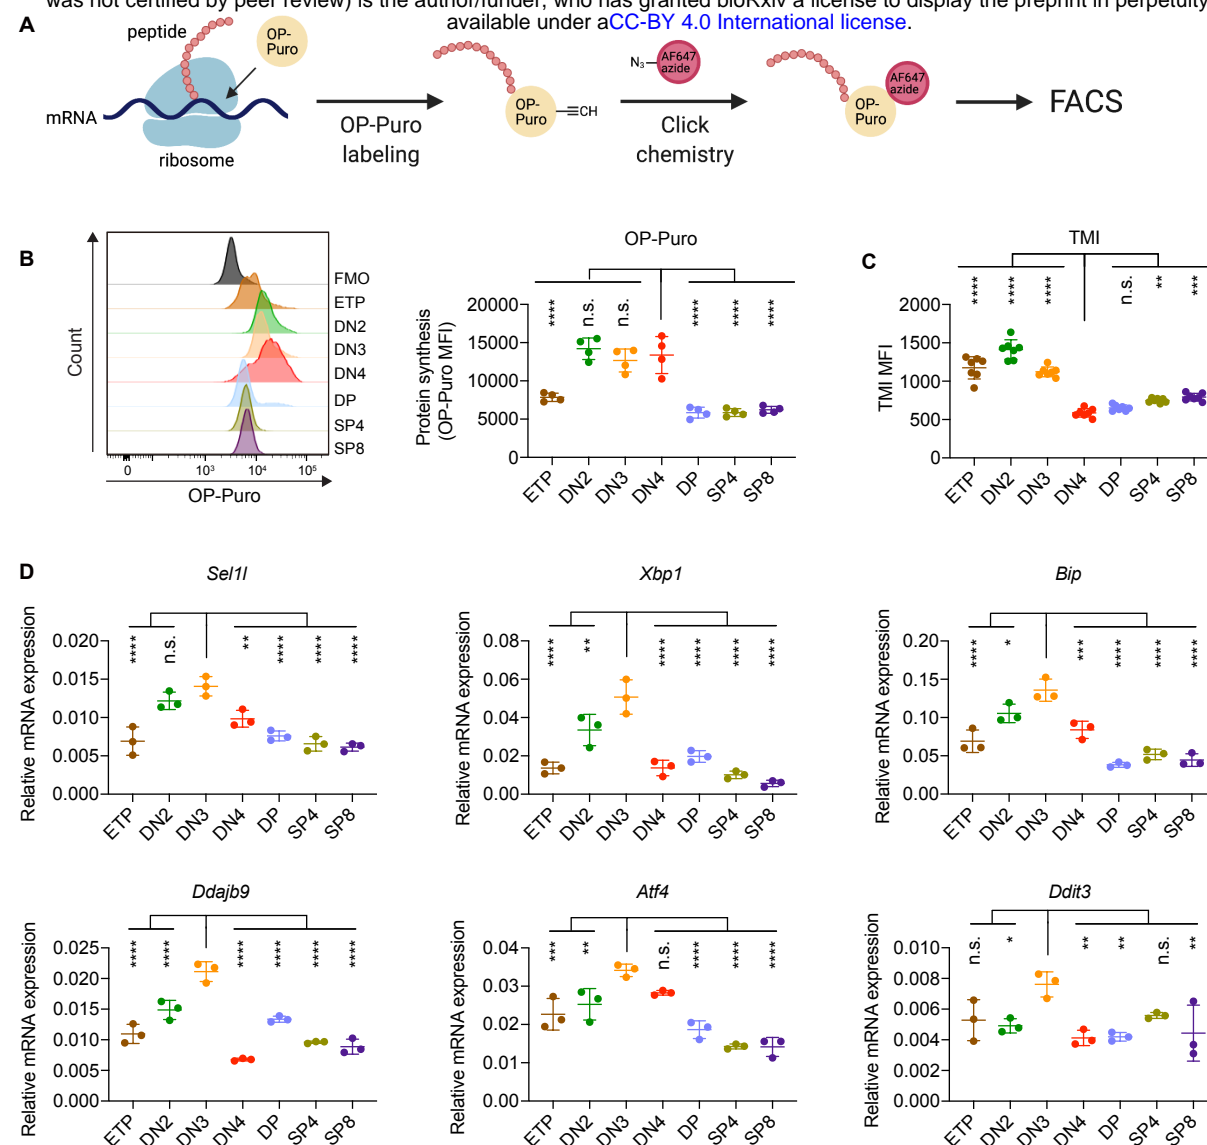 was not certified by peer review) is the author/funder, who has granted bioRxiv a license to display the preprint in perpetuity
available under aCC-BY 4.0 International license.
A
peptide
OP-
Puro
mRNA
ribosome
OP-Puro
labeling
OP-
Puro
≡CH
N3
AF647
azide
Click
chemistry
OP-
Puro
AF647
azide
FACS
B
Count
FMO
ETP
DN2
DN3
DN4
DP
SP4
SP8
0 10³ 10⁴ 10⁵
OP-Puro
OP-Puro
**** n.s. n.s. **** **** ****
Protein synthesis
(OP-Puro MFI)
20000
15000
10000
5000
0
ETP DN2 DN3 DN4 DP SP4 SP8
C
TMI
**** **** **** n.s. ** ***
TMI MFI
2000
1500
1000
500
0
ETP DN2 DN3 DN4 DP SP4 SP8
D
Sel1l
**** n.s. ** **** **** ****
Relative mRNA expression
0.020
0.015
0.010
0.005
0.000
ETP DN2 DN3 DN4 DP SP4 SP8
Xbp1
**** ** **** **** **** ****
Relative mRNA expression
0.08
0.06
0.04
0.02
0.00
ETP DN2 DN3 DN4 DP SP4 SP8
Bip
**** * *** **** **** ****
Relative mRNA expression
0.20
0.15
0.10
0.05
0.00
ETP DN2 DN3 DN4 DP SP4 SP8
Ddajb9
**** **** **** **** **** ****
Relative mRNA expression
0.025
0.020
0.015
0.010
0.005
0.000
ETP DN2 DN3 DN4 DP SP4 SP8
Atf4
*** ** n.s. **** **** ****
Relative mRNA expression
0.04
0.03
0.02
0.01
0.00
ETP DN2 DN3 DN4 DP SP4 SP8
Ddit3
n.s. * ** ** n.s. **
Relative mRNA expression
0.010
0.008
0.006
0.004
0.002
0.000
ETP DN2 DN3 DN4 DP SP4 SP8